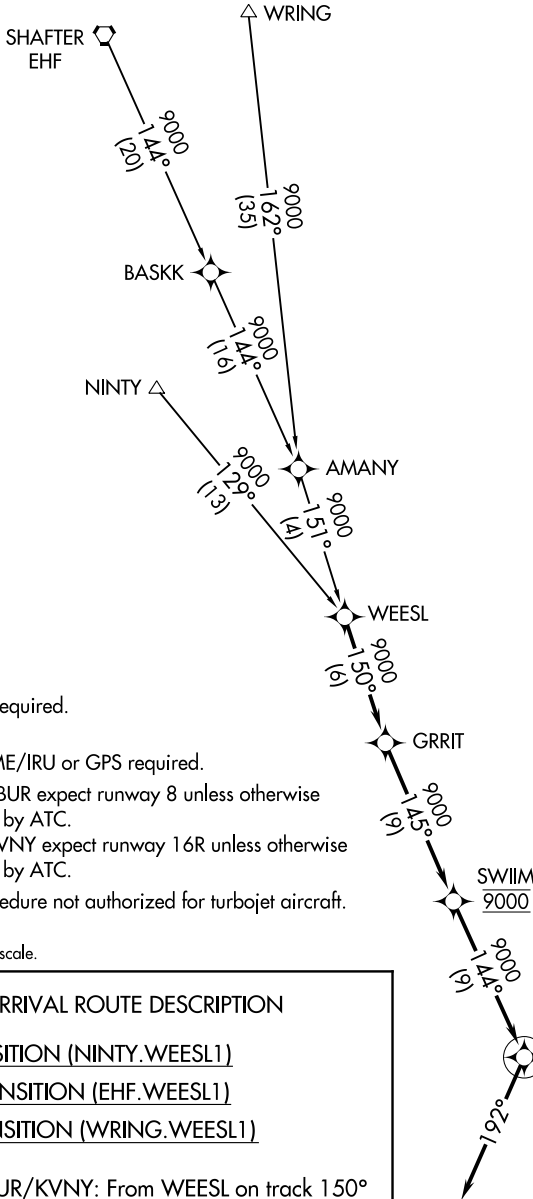 SHAFTER
EHF
WRING
9000
144°
(20)
9000
162°
(35)
BASKK
9000
144°
(16)
NINTY
9000
129°
(13)
AMANY
9000
151°
(4)
WEESL
9000
150°
(6)
GRRIT
equired.
ME/IRU or GPS required.
BUR expect runway 8 unless otherwise
by ATC.
VNY expect runway 16R unless otherwise
by ATC.
edure not authorized for turbojet aircraft.
scale.
9000
145°
(9)
SWIIM
9000
9000
144°
(9)
192°
RRIVAL ROUTE DESCRIPTION
SITION (NINTY.WEESL1)
NSITION (EHF.WEESL1)
NSITION (WRING.WEESL1)
UR/KVNY: From WEESL on track 150°